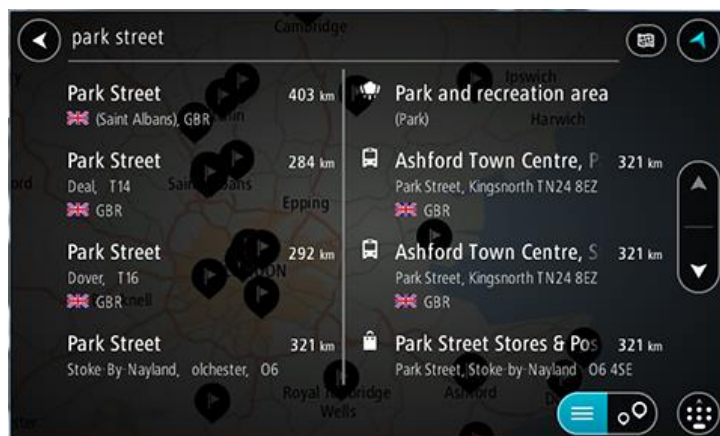 park street
Cambridge
Park Street
403 km
(Saint Albans), GBR
Park Street
284 km
Deal, T14
GBR
Park Street
292 km
Dover, T16
GBR
Park Street
321 km
Stoke-By-Nayland, olchester, O6
Park and recreation area
(Park)
Ashford Town Centre, P
321 km
Park Street, Kingsnorth TN24 8EZ
GBR
Ashford Town Centre, S
321 km
Park Street, Kingsnorth TN24 8EZ
GBR
Park Street Stores & Pos
321 km
Park Street, Stoke-by-Nayland O6 4SE
Ipswich
Harwich
Epping
Ashford
Wells